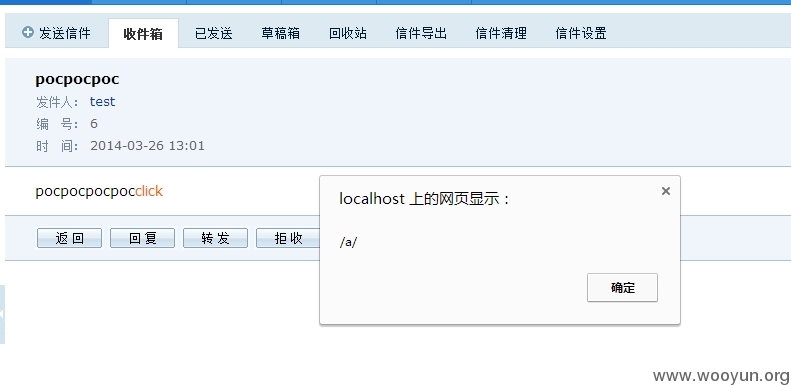 发送信件 收件箱 已发送 草稿箱 回收站 信件导出 信件清理 信件设置
pocpocpoc
发件人： test
编 号： 6
时 间： 2014-03-26 13:01
pocpocpocpocclick
返 回 回 复 转 发 拒 收
localhost 上的网页显示：
/a/
确定
www.wooyun.org